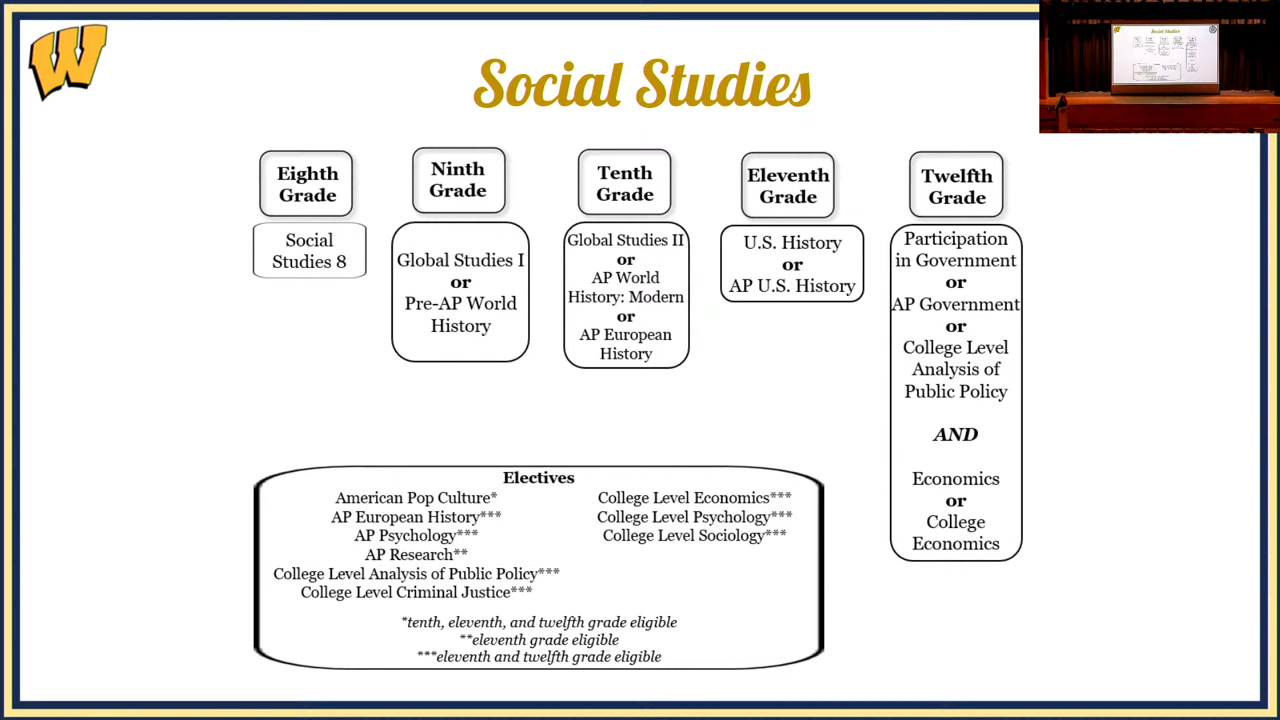 W
Social Studies
Social Studies
Eighth
Grade
Social
Studies 8
Ninth
Grade
Global Studies I
or
Pre-AP World
History
Tenth
Grade
Global Studies II
or
AP World
History: Modern
or
AP European
History
Eleventh
Grade
U.S. History
or
AP U.S. History
Twelfth
Grade
Participation
in Government
or
AP Government
or
College Level
Analysis of
Public Policy
AND
Economics
or
College
Economics
Electives
American Pop Culture*
AP European History***
AP Psychology***
AP Research**
College Level Analysis of Public Policy***
College Level Criminal Justice***
College Level Economics***
College Level Psychology***
College Level Sociology***
*tenth, eleventh, and twelfth grade eligible
**eleventh grade eligible
***eleventh and twelfth grade eligible